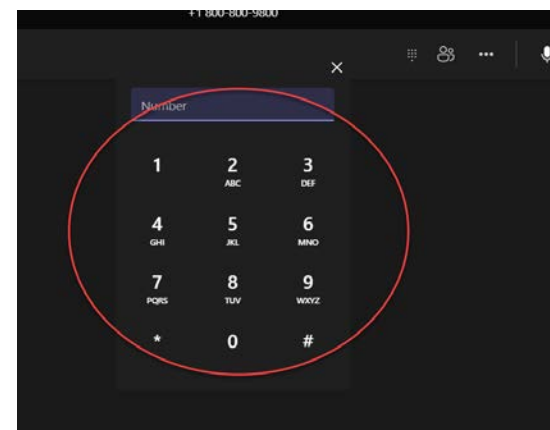 +1 800-800-9800
Number
1 2 3
ABC DEF
4 5 6
GHI JKL MNO
7 8 9
PQRS TUV WXYZ
* 0 #